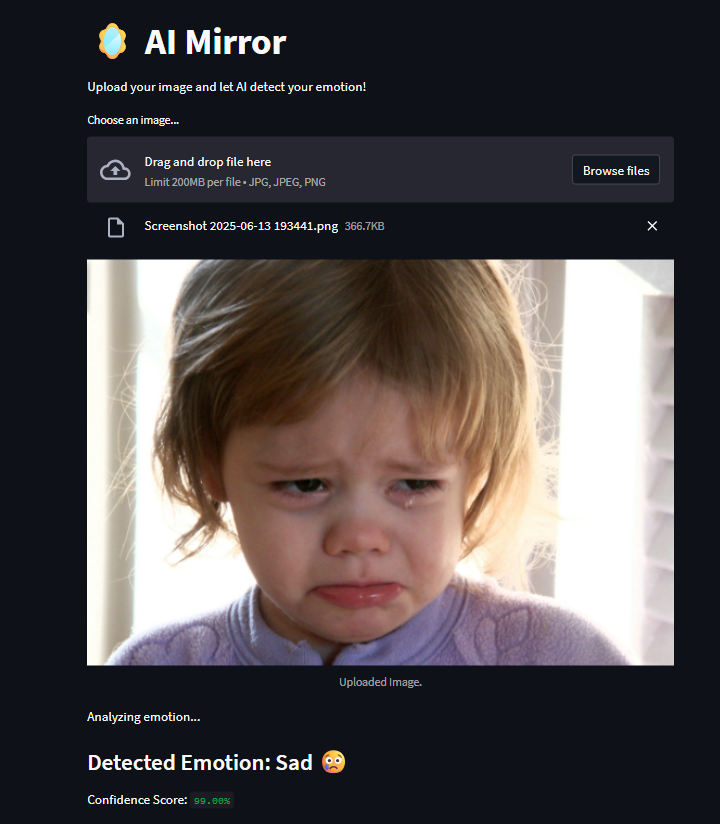 AI Mirror
Upload your image and let AI detect your emotion!
Choose an image...
Drag and drop file here
Limit 200MB per file • JPG, JPEG, PNG
Browse files
Screenshot 2025-06-13 193441.png 366.7KB
Uploaded Image.
Analyzing emotion...
Detected Emotion: Sad 😢
Confidence Score: 99.00%